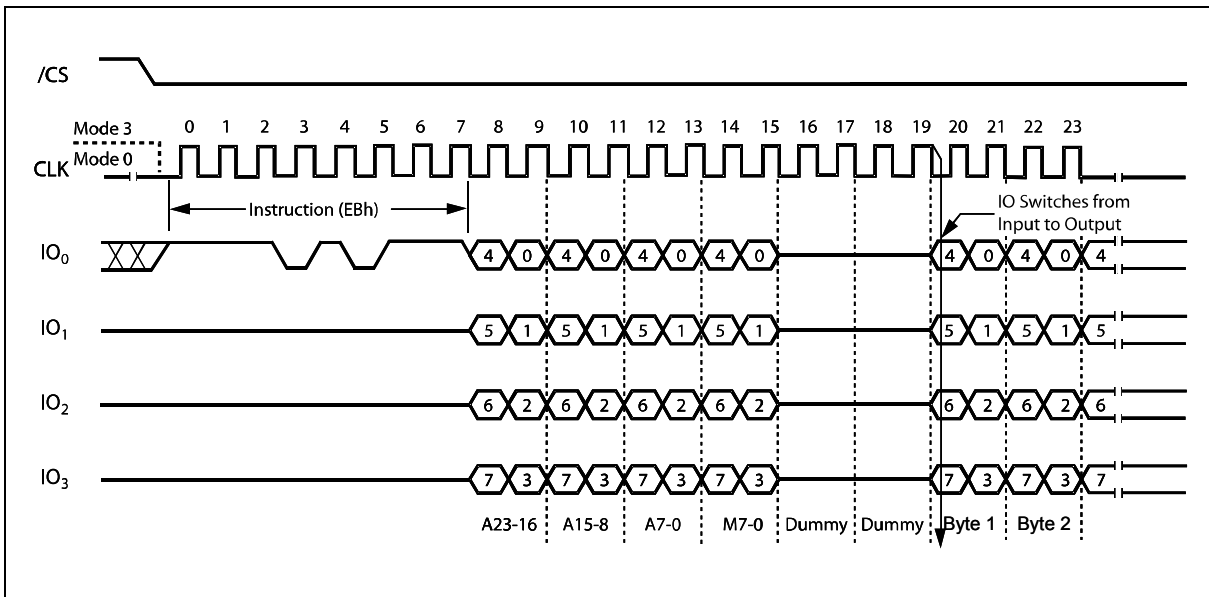 /CS
Mode 3
0 1 2 3 4 5 6 7 8 9 10 11 12 13 14 15 16 17 18 19 20 21 22 23
CLK
Mode 0
Instruction (EBh)
IO Switches from
Input to Output
IO0
4 0 4 0 4 0 4 0 4 0 4 0 4
IO1
5 1 5 1 5 1 5 1 5 1 5 1 5
IO2
6 2 6 2 6 2 6 2 6 2 6 2 6
IO3
7 3 7 3 7 3 7 3 7 3 7 3 7
A23-16 A15-8 A7-0 M7-0 Dummy Dummy Byte 1 Byte 2